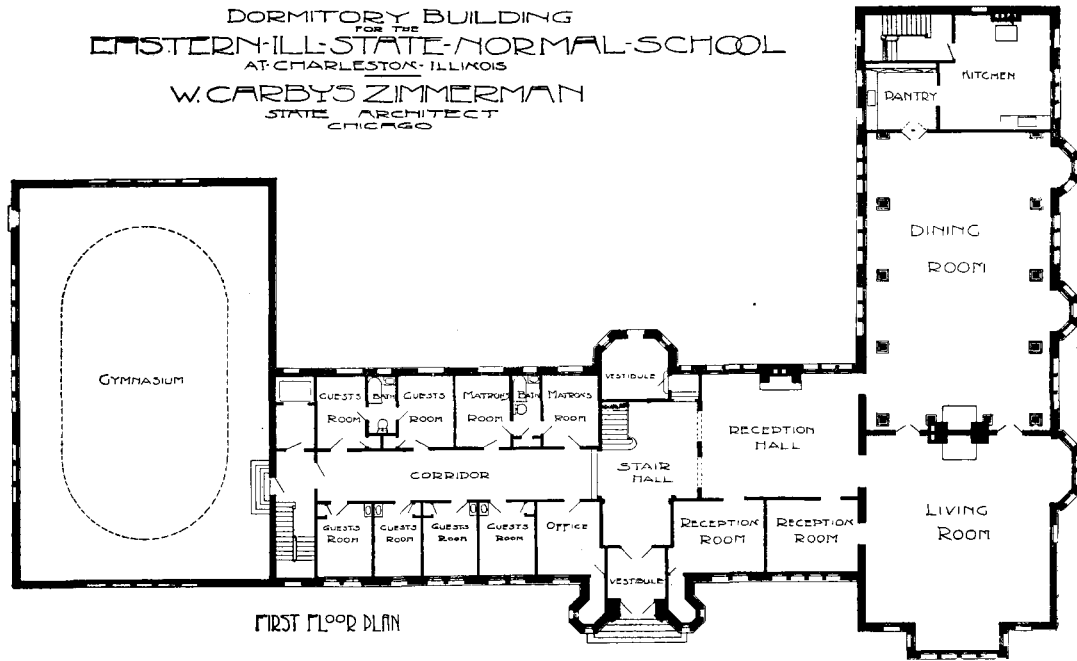 DORMITORY BUILDING
FOR THE
EASTERN-ILL-STATE-NORMAL-SCHOOL
AT-CHARLESTON-ILLINOIS
W. CARBYS ZIMMERMAN
STATE ARCHITECT
CHICAGO
KITCHEN
PANTRY
DINING
ROOM
GYMNASIUM
VESTIBULE
GUESTS
ROOM
BATH
GUESTS
ROOM
MATRONS
ROOM
BATH
MATRONS
ROOM
RECEPTION
HALL
CORRIDOR
STAIR
HALL
LIVING
ROOM
GUESTS
ROOM
GUESTS
ROOM
GUESTS
ROOM
GUESTS
ROOM
OFFICE
RECEPTION
ROOM
RECEPTION
ROOM
VESTIBULE
FIRST FLOOR PLAN